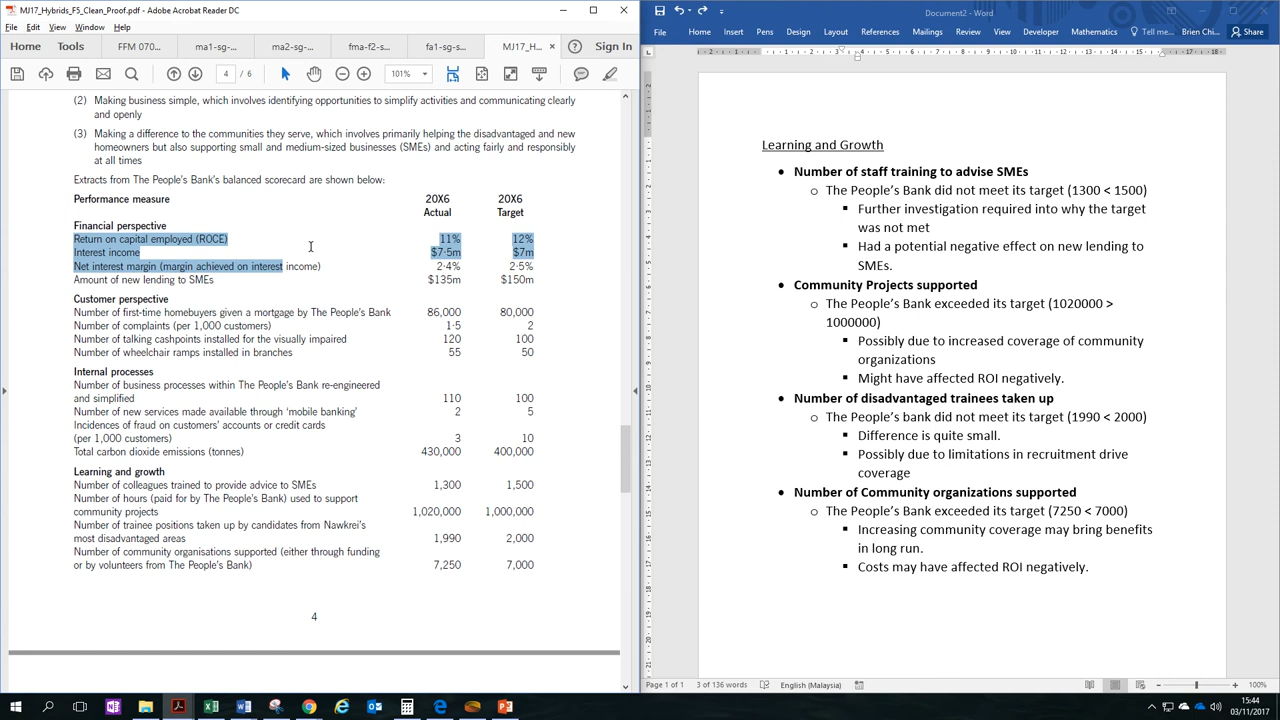 MJ17_Hybrids_F5_Clean_Proof.pdf - Adobe Acrobat Reader DC
File Edit View Window Help
Home Tools FFM 070... ma1-sg-... ma2-sg-... fma-f2-s... fa1-sg-s... MJ17_H... × Sign In
4 / 6 101%
(2) Making business simple, which involves identifying opportunities to simplify activities and communicating clearly
and openly
(3) Making a difference to the communities they serve, which involves primarily helping the disadvantaged and new
homeowners but also supporting small and medium-sized businesses (SMEs) and acting fairly and responsibly
at all times
Extracts from The People's Bank's balanced scorecard are shown below:
Performance measure 20X6 20X6
Actual Target
Financial perspective
Return on capital employed (ROCE) 11% 12%
Interest income $7·5m $7m
Net interest margin (margin achieved on interest income) 2·4% 2·5%
Amount of new lending to SMEs $135m $150m
Customer perspective
Number of first-time homebuyers given a mortgage by The People's Bank 86,000 80,000
Number of complaints (per 1,000 customers) 1·5 2
Number of talking cashpoints installed for the visually impaired 120 100
Number of wheelchair ramps installed in branches 55 50
Internal processes
Number of business processes within The People's Bank re-engineered
and simplified 110 100
Number of new services made available through 'mobile banking' 2 5
Incidences of fraud on customers' accounts or credit cards
(per 1,000 customers) 3 10
Total carbon dioxide emissions (tonnes) 430,000 400,000
Learning and growth
Number of colleagues trained to provide advice to SMEs 1,300 1,500
Number of hours (paid for by The People's Bank) used to support
community projects 1,020,000 1,000,000
Number of trainee positions taken up by candidates from Nawkrei's
most disadvantaged areas 1,990 2,000
Number of community organisations supported (either through funding
or by volunteers from The People's Bank) 7,250 7,000
4
Document2 - Word
File Home Insert Pens Design Layout References Mailings Review View Developer Mathematics Tell me... Brien Chi... Share
Learning and Growth
• Number of staff training to advise SMEs
o The People's Bank did not meet its target (1300 < 1500)
▪ Further investigation required into why the target
was not met
▪ Had a potential negative effect on new lending to
SMEs.
• Community Projects supported
o The People's Bank exceeded its target (1020000 >
1000000)
▪ Possibly due to increased coverage of community
organizations
▪ Might have affected ROI negatively.
• Number of disadvantaged trainees taken up
o The People's bank did not meet its target (1990 < 2000)
▪ Difference is quite small.
▪ Possibly due to limitations in recruitment drive
coverage
• Number of Community organizations supported
o The People's Bank exceeded its target (7250 < 7000)
▪ Increasing community coverage may bring benefits
in long run.
▪ Costs may have affected ROI negatively.
Page 1 of 1 3 of 136 words English (Malaysia) 100%
15:44
03/11/2017